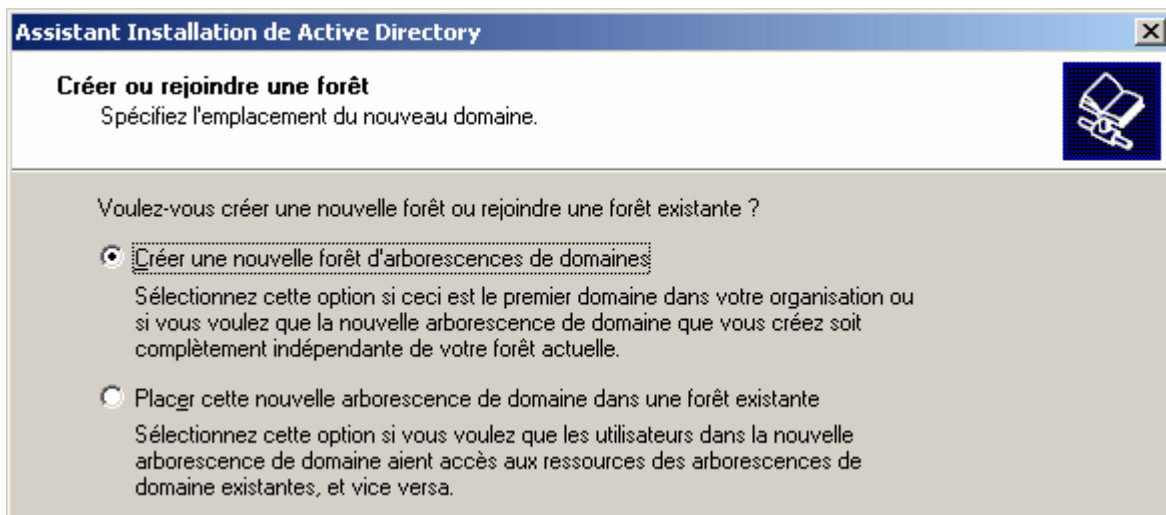 Assistant Installation de Active Directory
Créer ou rejoindre une forêt
Spécifiez l'emplacement du nouveau domaine.
Voulez-vous créer une nouvelle forêt ou rejoindre une forêt existante ?
Créer une nouvelle forêt d'arborescences de domaines
Sélectionnez cette option si ceci est le premier domaine dans votre organisation ou
si vous voulez que la nouvelle arborescence de domaine que vous créez soit
complètement indépendante de votre forêt actuelle.
Placer cette nouvelle arborescence de domaine dans une forêt existante
Sélectionnez cette option si vous voulez que les utilisateurs dans la nouvelle
arborescence de domaine aient accès aux ressources des arborescences de
domaine existantes, et vice versa.